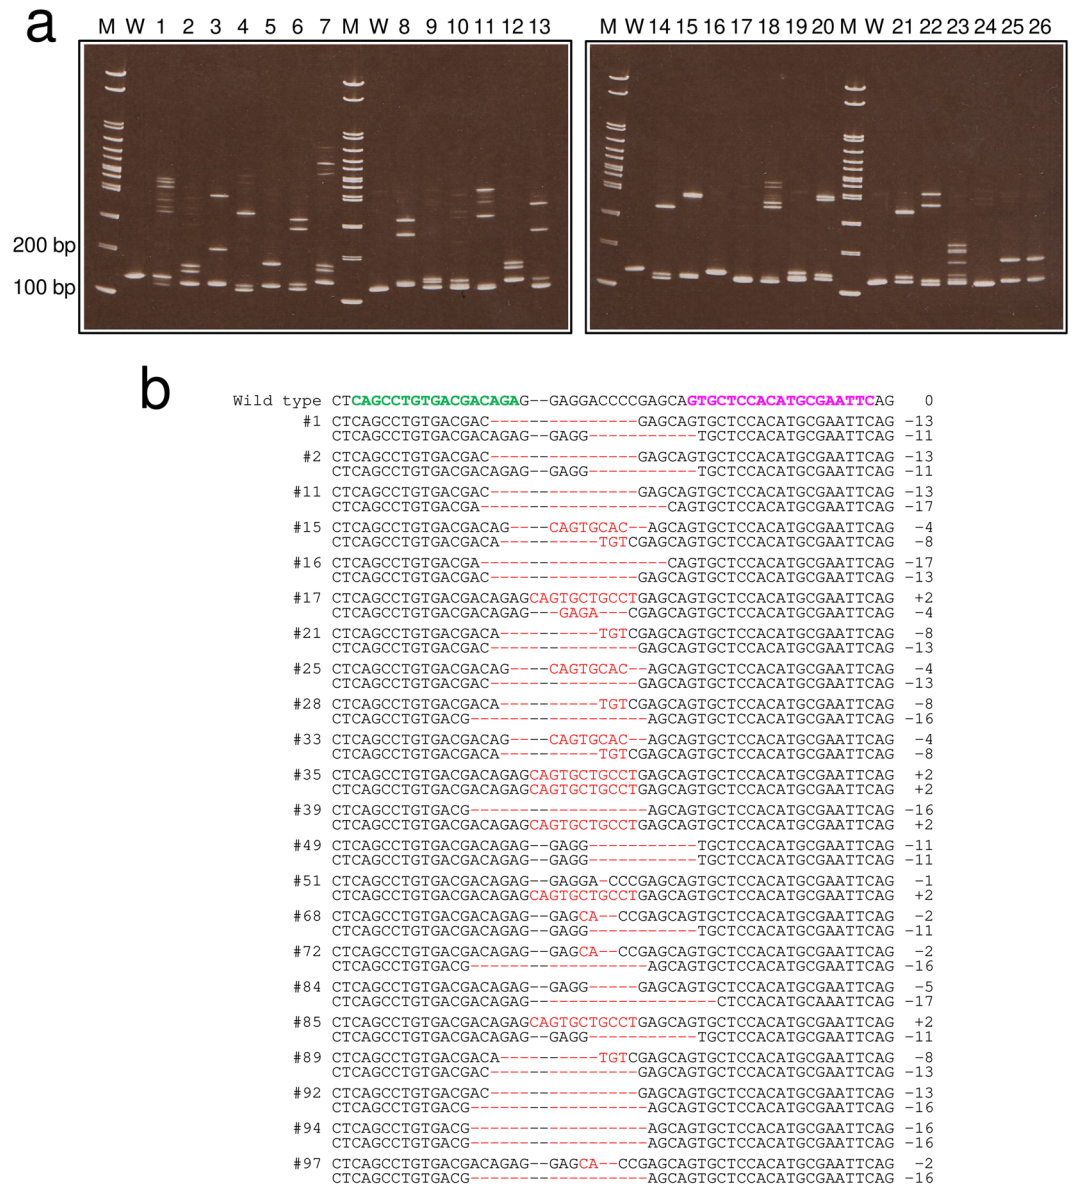 a
M W 1 2 3 4 5 6 7 M W 8 9 10 11 12 13
M W 14 15 16 17 18 19 20 M W 21 22 23 24 25 26
200 bp
100 bp
b
Wild type CTCAGCCTGTGACGACAGAG--GAGGACCCCGAGCAGTGCTCCACATGCGAATTCAG 0
#1 CTCAGCCTGTGACGAC---------------GAGCAGTGCTCCACATGCGAATTCAG -13
CTCAGCCTGTGACGACAGAG--GAGG-----------TGCTCCACATGCGAATTCAG -11
#2 CTCAGCCTGTGACGAC---------------GAGCAGTGCTCCACATGCGAATTCAG -13
CTCAGCCTGTGACGACAGAG--GAGG-----------TGCTCCACATGCGAATTCAG -11
#11 CTCAGCCTGTGACGAC---------------GAGCAGTGCTCCACATGCGAATTCAG -13
CTCAGCCTGTGACGA-------------------CAGTGCTCCACATGCGAATTCAG -17
#15 CTCAGCCTGTGACGACAG----CAGTGCAC--AGCAGTGCTCCACATGCGAATTCAG -4
CTCAGCCTGTGACGACA----------TGTCGAGCAGTGCTCCACATGCGAATTCAG -8
#16 CTCAGCCTGTGACGA-------------------CAGTGCTCCACATGCGAATTCAG -17
CTCAGCCTGTGACGAC---------------GAGCAGTGCTCCACATGCGAATTCAG -13
#17 CTCAGCCTGTGACGACAGAGCAGTGCTGCCTGAGCAGTGCTCCACATGCGAATTCAG +2
CTCAGCCTGTGACGACAGAG---GAGA---CGAGCAGTGCTCCACATGCGAATTCAG -4
#21 CTCAGCCTGTGACGACA----------TGTCGAGCAGTGCTCCACATGCGAATTCAG -8
CTCAGCCTGTGACGAC---------------GAGCAGTGCTCCACATGCGAATTCAG -13
#25 CTCAGCCTGTGACGACAG----CAGTGCAC--AGCAGTGCTCCACATGCGAATTCAG -4
CTCAGCCTGTGACGAC---------------GAGCAGTGCTCCACATGCGAATTCAG -13
#28 CTCAGCCTGTGACGACA----------TGTCGAGCAGTGCTCCACATGCGAATTCAG -8
CTCAGCCTGTGACG------------------AGCAGTGCTCCACATGCGAATTCAG -16
#33 CTCAGCCTGTGACGACAG----CAGTGCAC--AGCAGTGCTCCACATGCGAATTCAG -4
CTCAGCCTGTGACGACA----------TGTCGAGCAGTGCTCCACATGCGAATTCAG -8
#35 CTCAGCCTGTGACGACAGAGCAGTGCTGCCTGAGCAGTGCTCCACATGCGAATTCAG +2
CTCAGCCTGTGACGACAGAGCAGTGCTGCCTGAGCAGTGCTCCACATGCGAATTCAG +2
#39 CTCAGCCTGTGACG------------------AGCAGTGCTCCACATGCGAATTCAG -16
CTCAGCCTGTGACGACAGAGCAGTGCTGCCTGAGCAGTGCTCCACATGCGAATTCAG +2
#49 CTCAGCCTGTGACGACAGAG--GAGG-----------TGCTCCACATGCGAATTCAG -11
CTCAGCCTGTGACGACAGAG--GAGG-----------TGCTCCACATGCGAATTCAG -11
#51 CTCAGCCTGTGACGACAGAG--GAGGA-CCCGAGCAGTGCTCCACATGCGAATTCAG -1
CTCAGCCTGTGACGACAGAGCAGTGCTGCCTGAGCAGTGCTCCACATGCGAATTCAG +2
#68 CTCAGCCTGTGACGACAGAG--GAGCA--CCGAGCAGTGCTCCACATGCGAATTCAG -2
CTCAGCCTGTGACGACAGAG--GAGG-----------TGCTCCACATGCGAATTCAG -11
#72 CTCAGCCTGTGACGACAGAG--GAGCA--CCGAGCAGTGCTCCACATGCGAATTCAG -2
CTCAGCCTGTGACG------------------AGCAGTGCTCCACATGCGAATTCAG -16
#84 CTCAGCCTGTGACGACAGAG--GAGG-----GAGCAGTGCTCCACATGCGAATTCAG -5
CTCAGCCTGTGACGACAGAG-------------------CTCCACATGCAAATTCAG -17
#85 CTCAGCCTGTGACGACAGAGCAGTGCTGCCTGAGCAGTGCTCCACATGCGAATTCAG +2
CTCAGCCTGTGACGACAGAG--GAGG-----------TGCTCCACATGCGAATTCAG -11
#89 CTCAGCCTGTGACGACA----------TGTCGAGCAGTGCTCCACATGCGAATTCAG -8
CTCAGCCTGTGACGAC---------------GAGCAGTGCTCCACATGCGAATTCAG -13
#92 CTCAGCCTGTGACGAC---------------GAGCAGTGCTCCACATGCGAATTCAG -13
CTCAGCCTGTGACG------------------AGCAGTGCTCCACATGCGAATTCAG -16
#94 CTCAGCCTGTGACG------------------AGCAGTGCTCCACATGCGAATTCAG -16
CTCAGCCTGTGACG------------------AGCAGTGCTCCACATGCGAATTCAG -16
#97 CTCAGCCTGTGACGACAGAG--GAGCA--CCGAGCAGTGCTCCACATGCGAATTCAG -2
CTCAGCCTGTGACG------------------AGCAGTGCTCCACATGCGAATTCAG -16